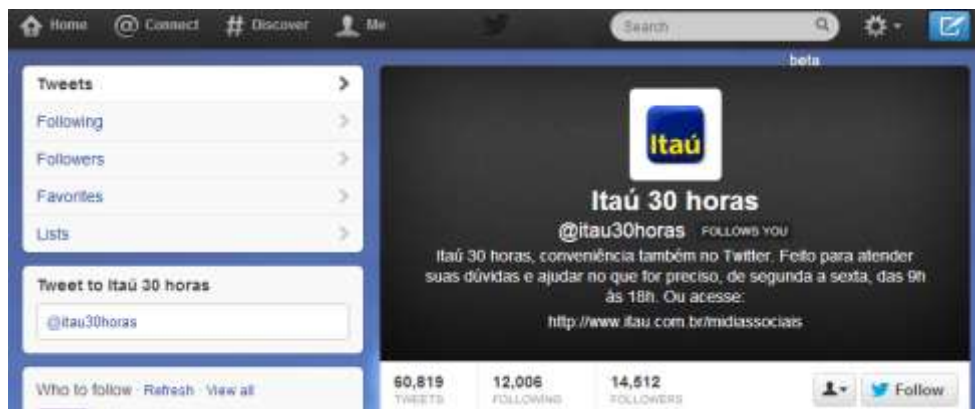 Home Connect Discover Me Search
beta
Tweets
Following
Followers
Favorites
Lists
Tweet to Itaú 30 horas
@itau30horas
Who to follow · Refresh · View all
Itaú
Itaú 30 horas
@itau30horas FOLLOWS YOU
Itaú 30 horas, conveniência também no Twitter. Feito para atender
suas dúvidas e ajudar no que for preciso, de segunda a sexta, das 9h
às 18h. Ou acesse:
http://www.itau.com.br/midiassociais
60,819 12,006 14,512
TWEETS FOLLOWING FOLLOWERS
Follow